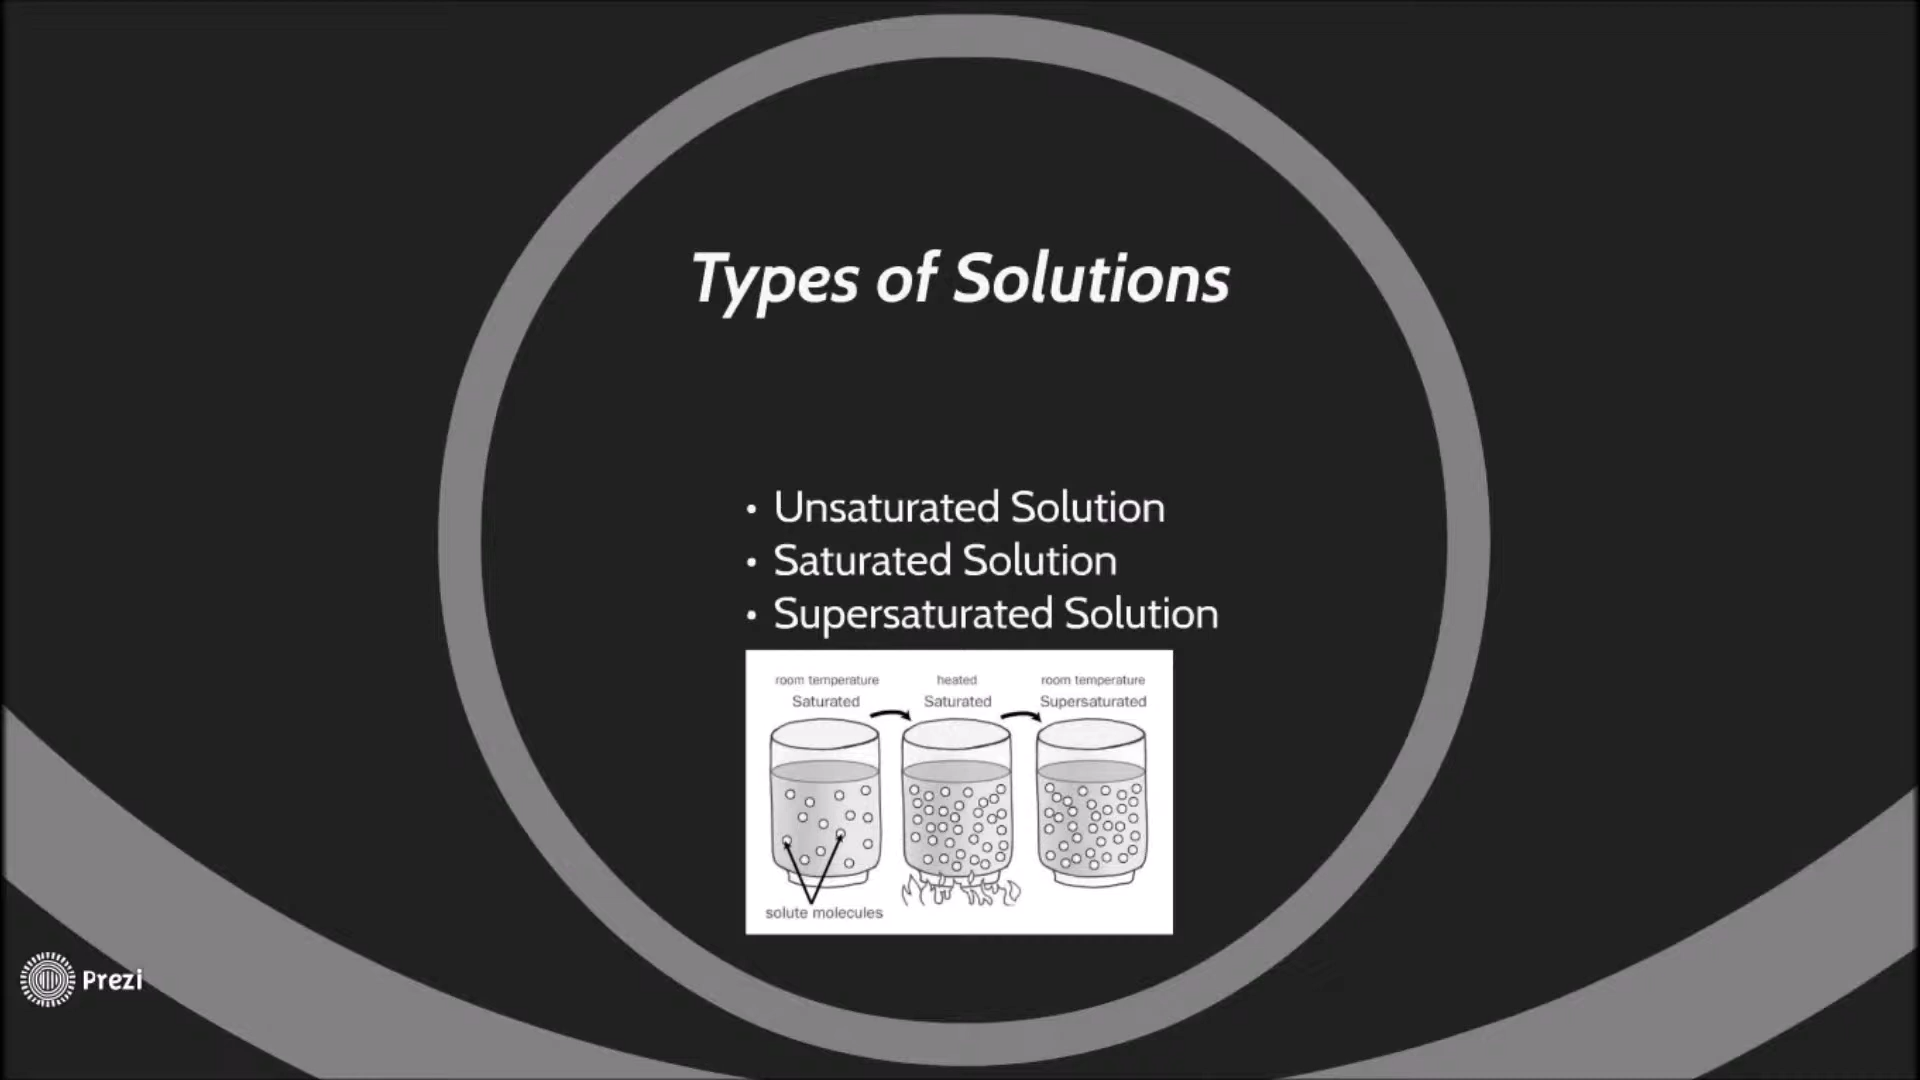 Types of Solutions
• Unsaturated Solution
• Saturated Solution
• Supersaturated Solution
room temperature heated room temperature
Saturated Saturated Supersaturated
solute molecules
Prezi